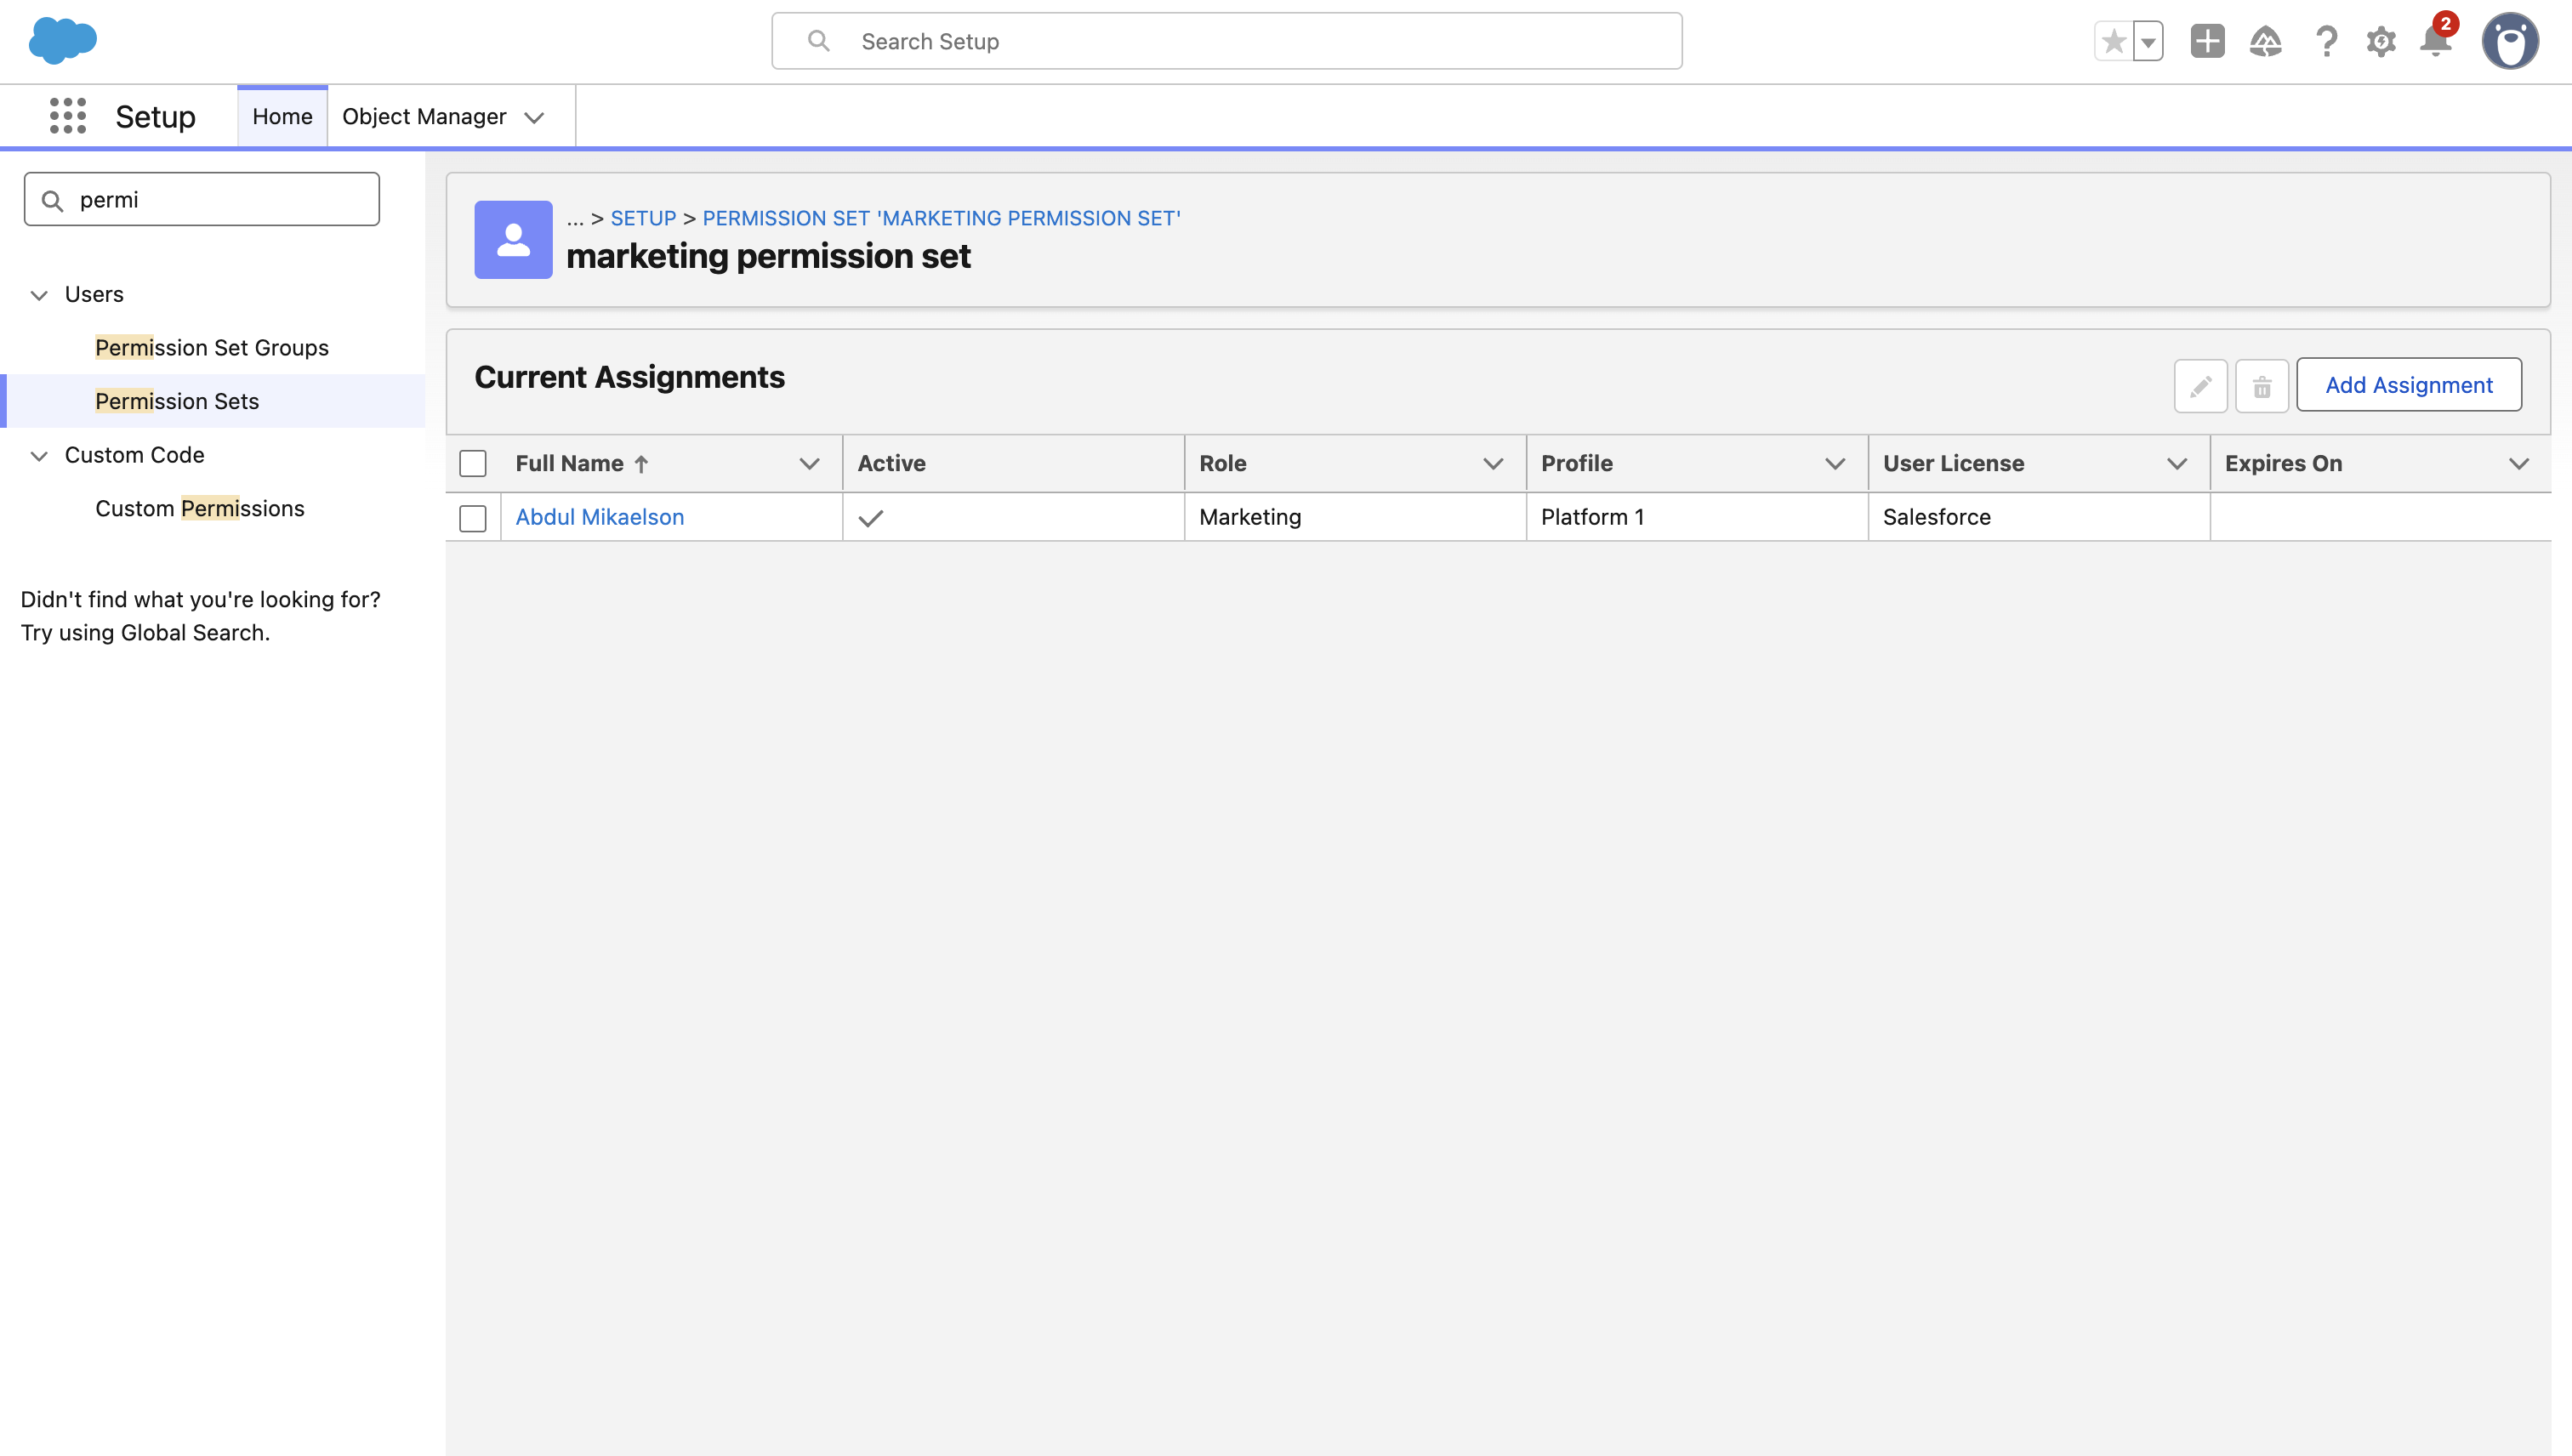 Search Setup
2
Setup
Home
Object Manager
permi
Users
Permission Set Groups
Permission Sets
Custom Code
Custom Permissions
Didn't find what you're looking for?
Try using Global Search.
... > SETUP > PERMISSION SET 'MARKETING PERMISSION SET'
marketing permission set
Current Assignments
Add Assignment
Full Name Active Role Profile User License Expires On
Abdul Mikaelson Marketing Platform 1 Salesforce